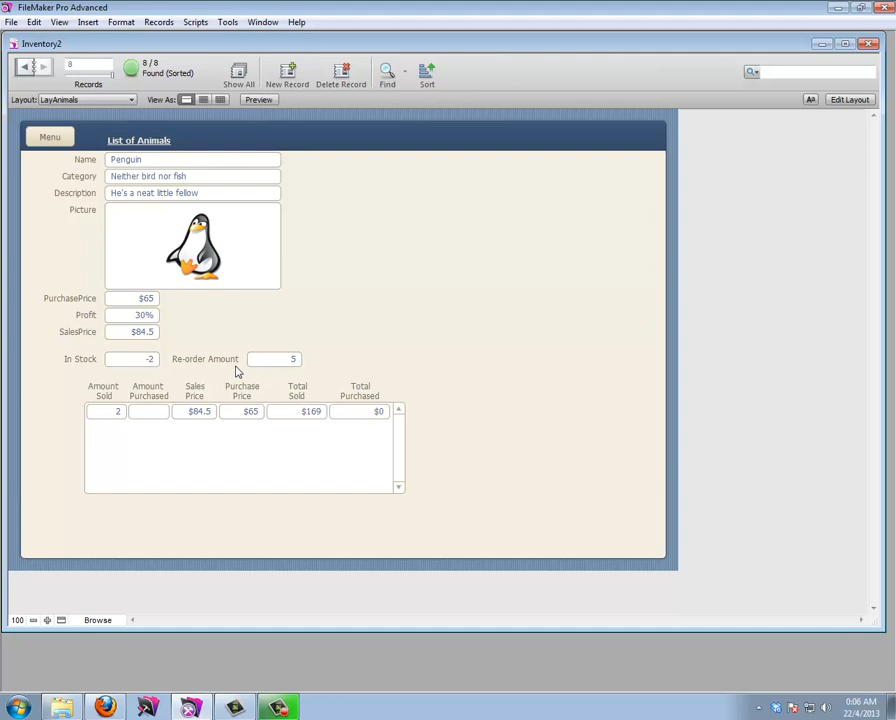 FileMaker Pro Advanced
File Edit View Insert Format Records Scripts Tools Window Help
Inventory2
8
8 / 8
Found (Sorted)
Records
Show All
New Record
Delete Record
Find
Sort
Layout: LayAnimals
View As:
Preview
Aa
Edit Layout
Menu
List of Animals
Name Penguin
Category Neither bird nor fish
Description He's a neat little fellow
Picture
PurchasePrice $65
Profit 30%
SalesPrice $84.5
In Stock -2 Re-order Amount 5
Amount Sold Amount Purchased Sales Price Purchase Price Total Sold Total Purchased
2 $84.5 $65 $169 $0
100 Browse
0:06 AM
22/4/2013